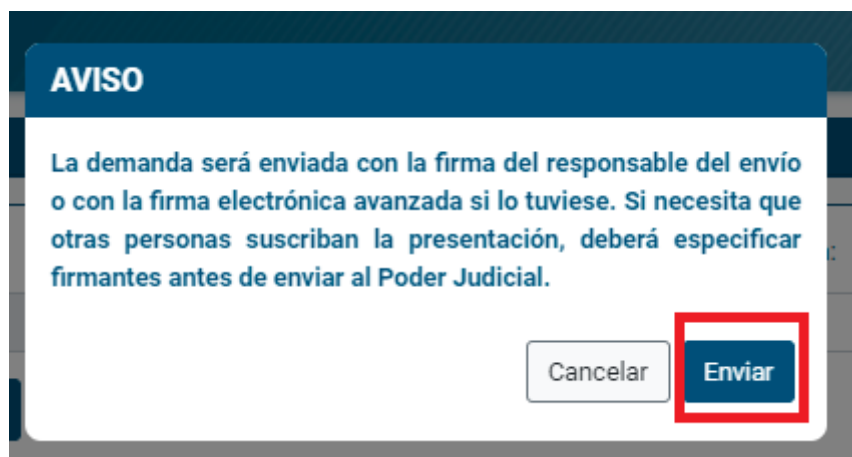 AVISO
La demanda será enviada con la firma del responsable del envío
o con la firma electrónica avanzada si lo tuviese. Si necesita que
otras personas suscriban la presentación, deberá especificar
firmantes antes de enviar al Poder Judicial.
Cancelar
Enviar